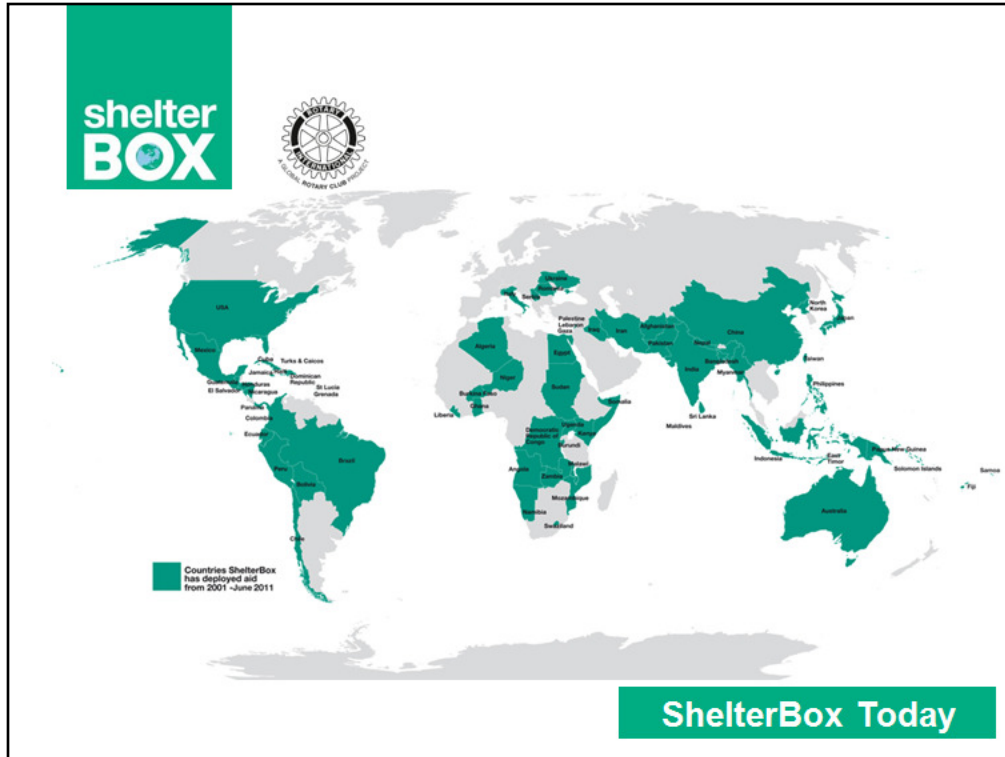 shelter
BOX
ROTARY
INTERNATIONAL
A GLOBAL ROTARY CLUB PROJECT
USA
Mexico
Cuba
Turks & Caicos
Jamaica
Haiti
Dominican
Republic
St Lucia
Grenada
Guatemala
Honduras
El Salvador
Nicaragua
Panama
Colombia
Ecuador
Peru
Brazil
Bolivia
Chile
Italy
Serbia
Ukraine
Romania
Palestine
Lebanon
Gaza
Algeria
Niger
Egypt
Sudan
Burkina Faso
Ghana
Liberia
Somalia
Uganda
Kenya
Democratic
Republic of
Congo
Burundi
Angola
Malawi
Zambia
Mozambique
Namibia
Swaziland
Iraq
Iran
Afghanistan
Pakistan
China
Nepal
India
Bangladesh
Myanmar
North
Korea
Japan
Taiwan
Philippines
Sri Lanka
Maldives
Indonesia
East
Timor
Papua New Guinea
Solomon Islands
Samoa
Fiji
Australia
Countries ShelterBox
has deployed aid
from 2001 -June 2011
ShelterBox Today